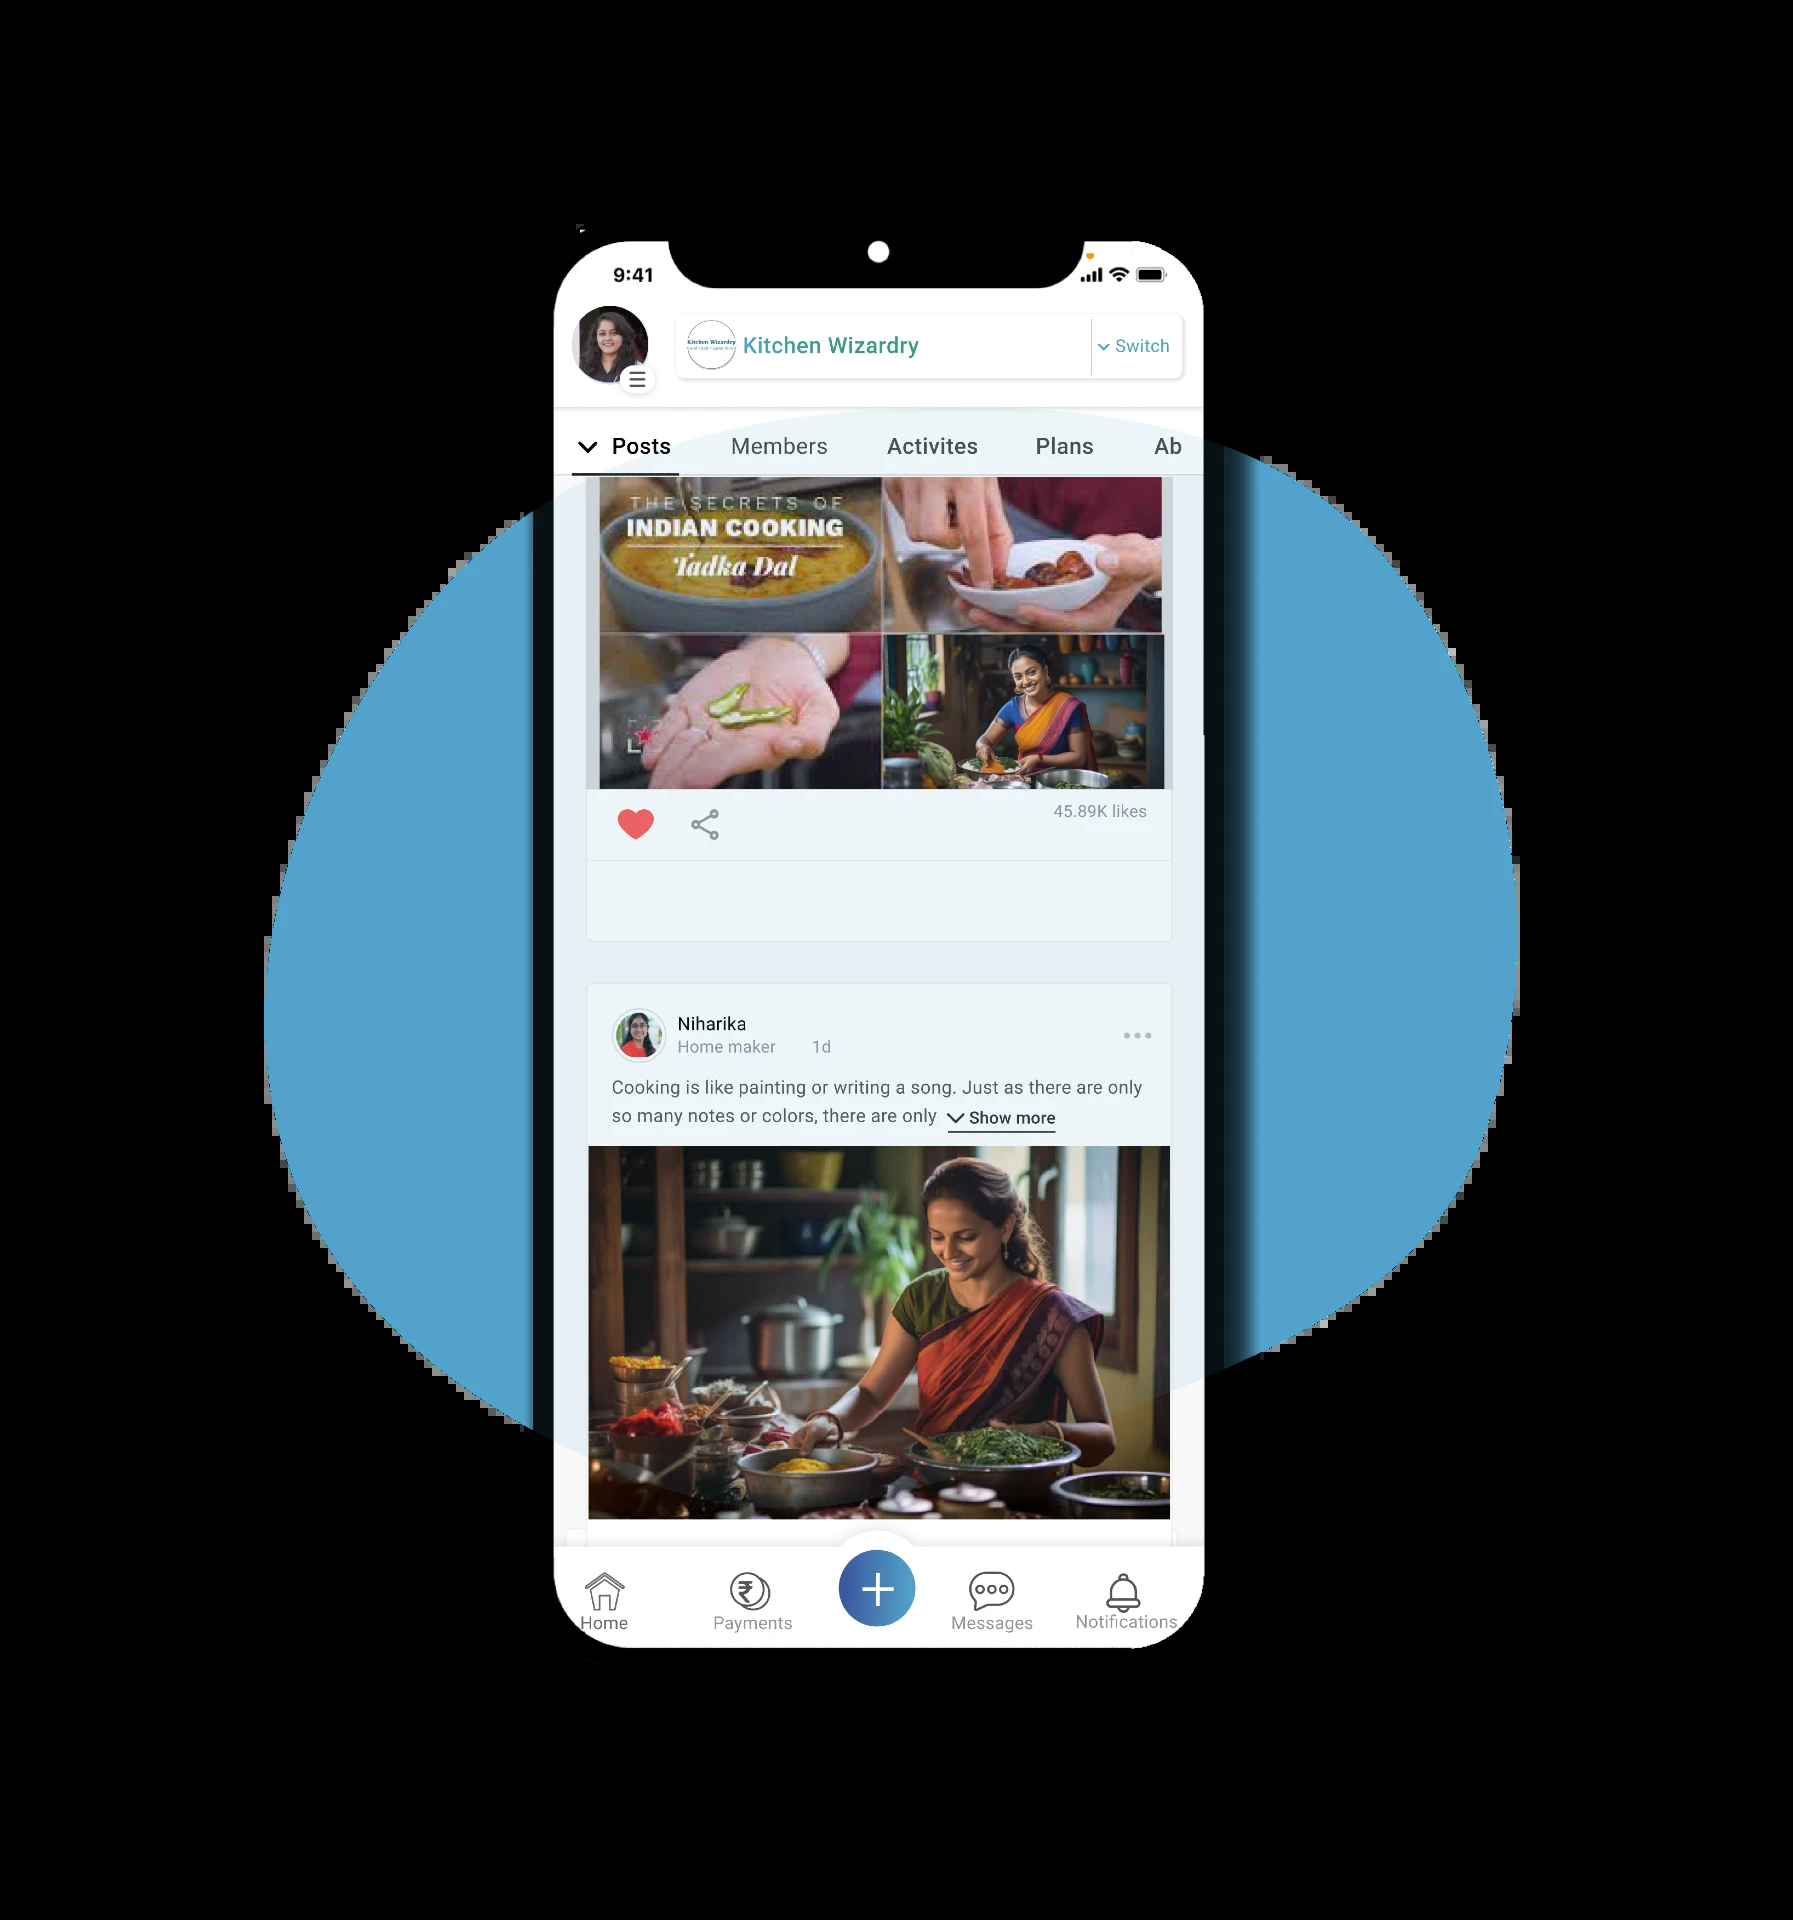 9:41
Kitchen Wizardry
Kitchen Wizardry
Switch
Posts
Members
Activites
Plans
Ab
THE SECRETS OF
INDIAN COOKING
Tadka Dal
45.89K likes
Niharika
Home maker 1d
Cooking is like painting or writing a song. Just as there are only
so many notes or colors, there are only Show more
Home
Payments
Messages
Notifications